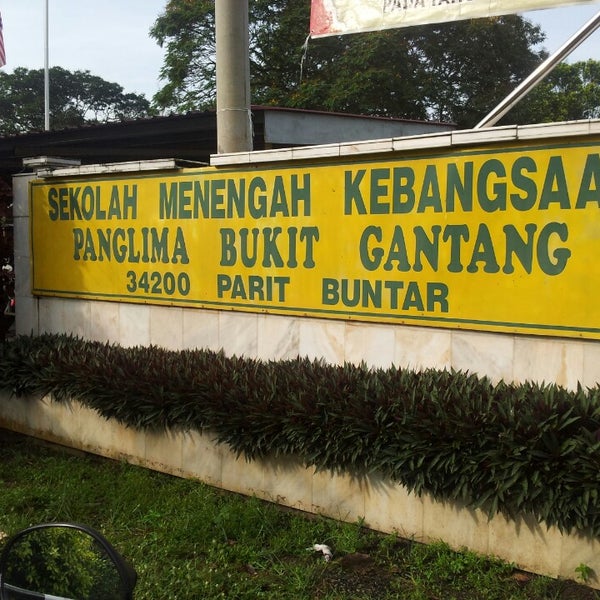 SEKOLAH MENENGAH KEBANGSAA
PANGLIMA BUKIT GANTANG
34200 PARIT BUNTAR